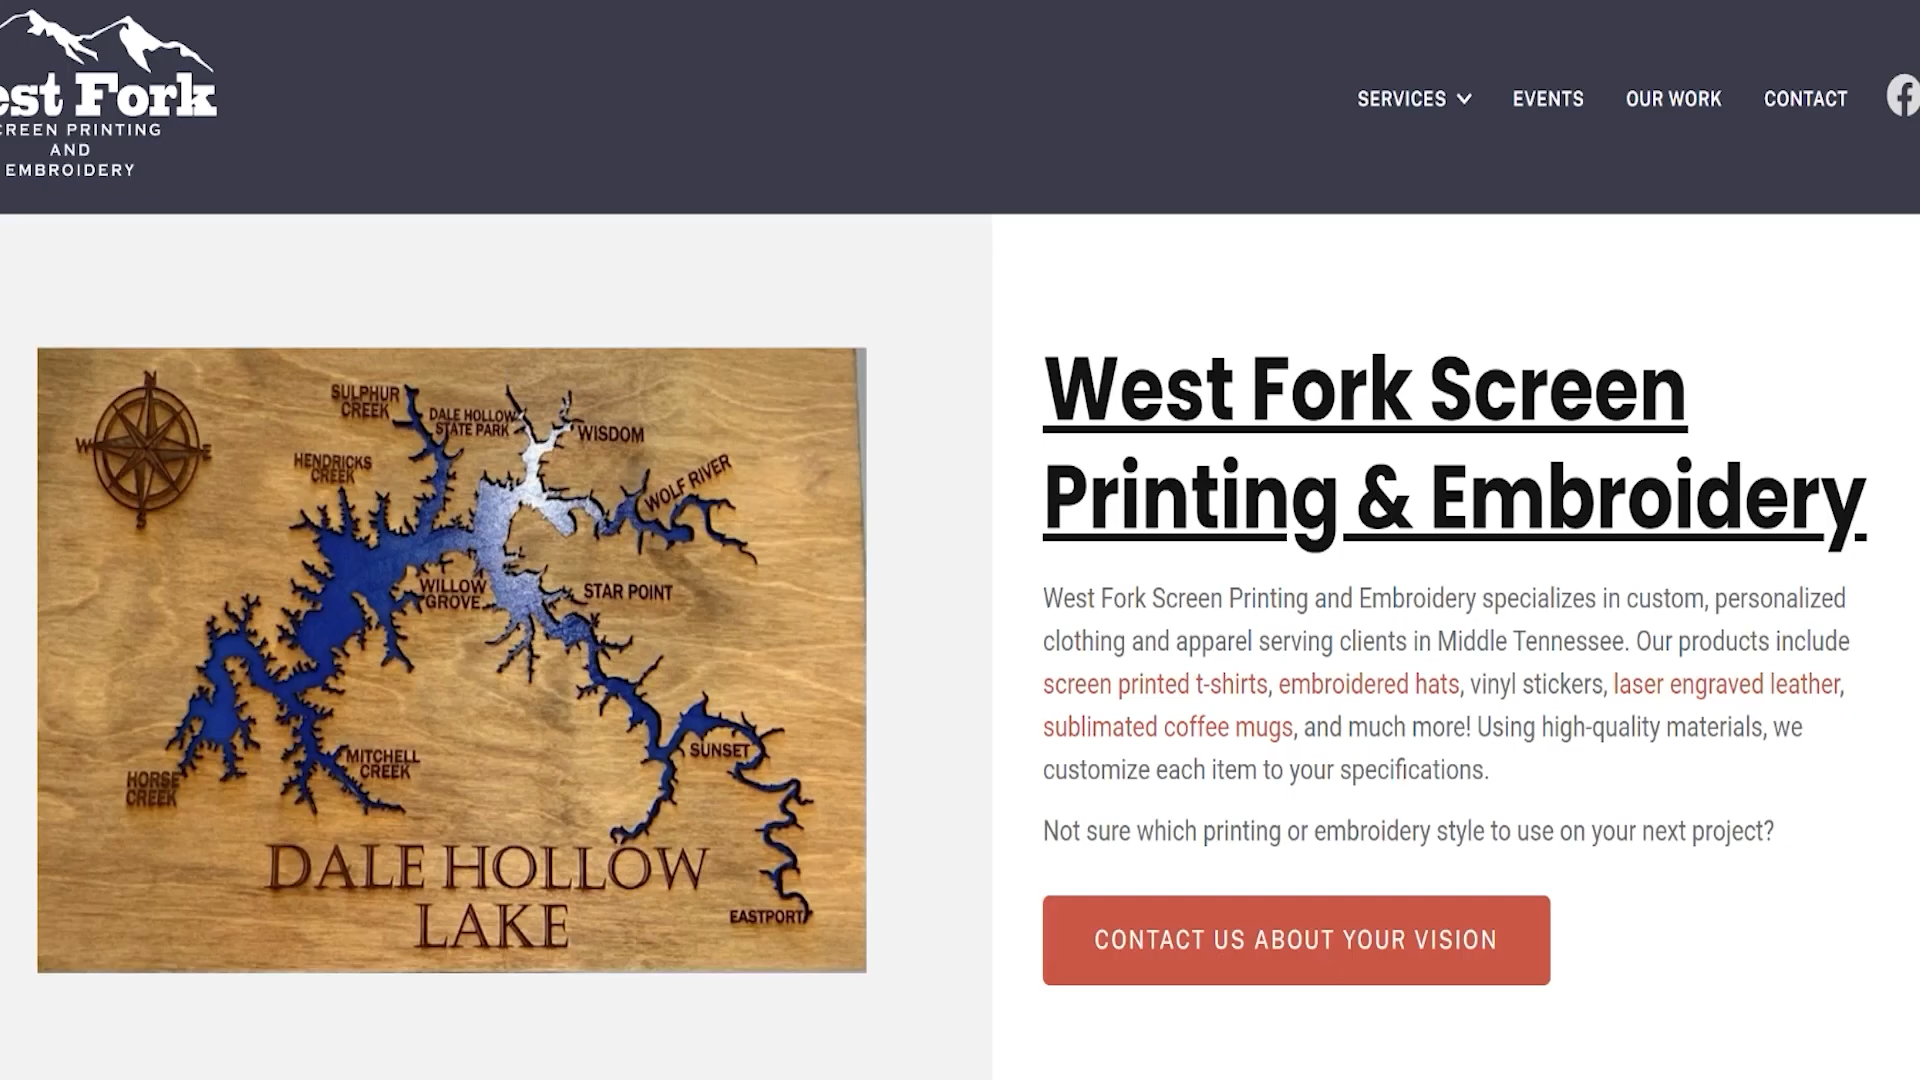 est Fork
CREEN PRINTING
AND
EMBROIDERY
SERVICES
EVENTS
OUR WORK
CONTACT
N
W
E
S
SULPHUR
CREEK
DALE HOLLOW
STATE PARK
WISDOM
HENDRICKS
CREEK
WOLF RIVER
WILLOW
GROVE
STAR POINT
MITCHELL
CREEK
SUNSET
HORSE
CREEK
DALE HOLLOW
LAKE
EASTPORT
West Fork Screen
Printing & Embroidery
West Fork Screen Printing and Embroidery specializes in custom, personalized
clothing and apparel serving clients in Middle Tennessee. Our products include
screen printed t-shirts, embroidered hats, vinyl stickers, laser engraved leather,
sublimated coffee mugs, and much more! Using high-quality materials, we
customize each item to your specifications.
Not sure which printing or embroidery style to use on your next project?
CONTACT US ABOUT YOUR VISION